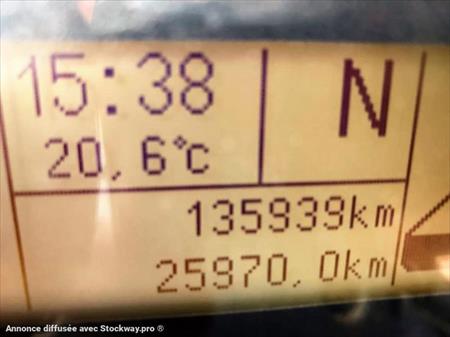 15:38
N
20,6°c
135939km
25970,0km
Annonce diffusée avec Stockway.pro ®